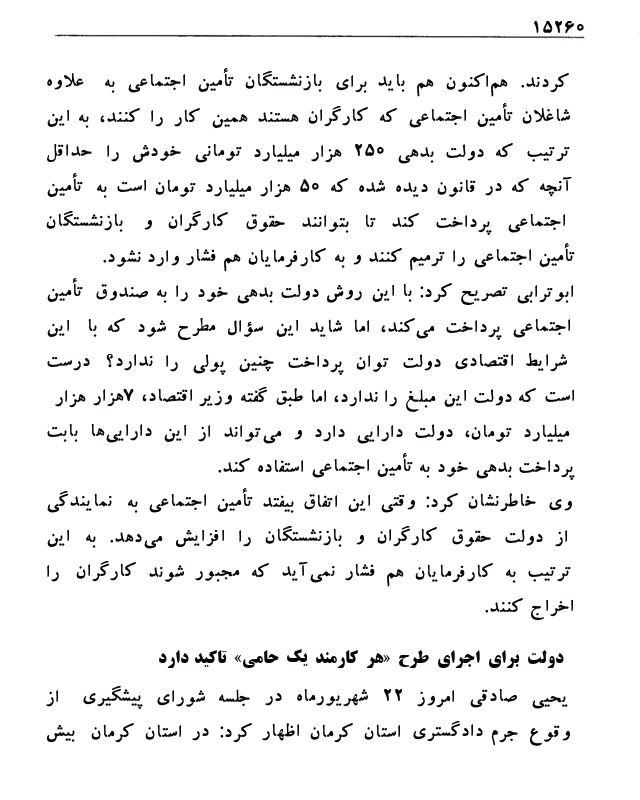 ۱۵۲۶۰
کردند. هم‌اکنون هم باید برای بازنشستگان تأمین اجتماعی به علاوه
شاغلان تأمین اجتماعی که کارگران هستند همین کار را کنند، به این
ترتیب که دولت بدهی ۲۵۰ هزار میلیارد تومانی خودش را حداقل
آنچه که در قانون دیده شده که ۵۰ هزار میلیارد تومان است به تأمین
اجتماعی پرداخت کند تا بتوانند حقوق کارگران و بازنشستگان
تأمین اجتماعی را ترمیم کنند و به کارفرمایان هم فشار وارد نشود.
ابوترابی تصریح کرد: با این روش دولت بدهی خود را به صندوق تأمین
اجتماعی پرداخت می‌کند، اما شاید این سؤال مطرح شود که با این
شرایط اقتصادی دولت توان پرداخت چنین پولی را ندارد؟ درست
است که دولت این مبلغ را ندارد، اما طبق گفته وزیر اقتصاد، ۷هزار هزار
میلیارد تومان، دولت دارایی دارد و می‌تواند از این دارایی‌ها بابت
پرداخت بدهی خود به تأمین اجتماعی استفاده کند.
وی خاطرنشان کرد: وقتی این اتفاق بیفتد تأمین اجتماعی به نمایندگی
از دولت حقوق کارگران و بازنشستگان را افزایش می‌دهد. به این
ترتیب به کارفرمایان هم فشار نمی‌آید که مجبور شوند کارگران را
اخراج کنند.
دولت برای اجرای طرح «هر کارمند یک حامی» تاکید دارد
یحیی صادقی امروز ۲۲ شهریورماه در جلسه شورای پیشگیری از
وقوع جرم دادگستری استان کرمان اظهار کرد: در استان کرمان بیش